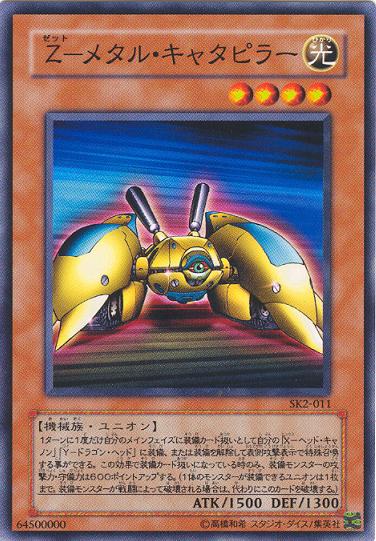 ゼット
Z－メタル・キャタピラー
ひかり
光
SK2-011
【機械族・ユニオン】
1ターンに1度だけ自分のメインフェイズに装備カード扱いとして自分の「X－ヘッド・キャ
ノン」「Y－ドラゴン・ヘッド」に装備、または装備を解除して表側攻撃表示で特殊召喚
する事ができる。この効果で装備カード扱いになっている時のみ、装備モンスターの攻
撃力・守備力は600ポイントアップする。（1体のモンスターが装備できるユニオンは1枚
まで。装備モンスターが戦闘によって破壊される場合は、代わりにこのカードを破壊する。）
ATK/1500 DEF/1300
64500000
©高橋和希 スタジオ・ダイス/集英社